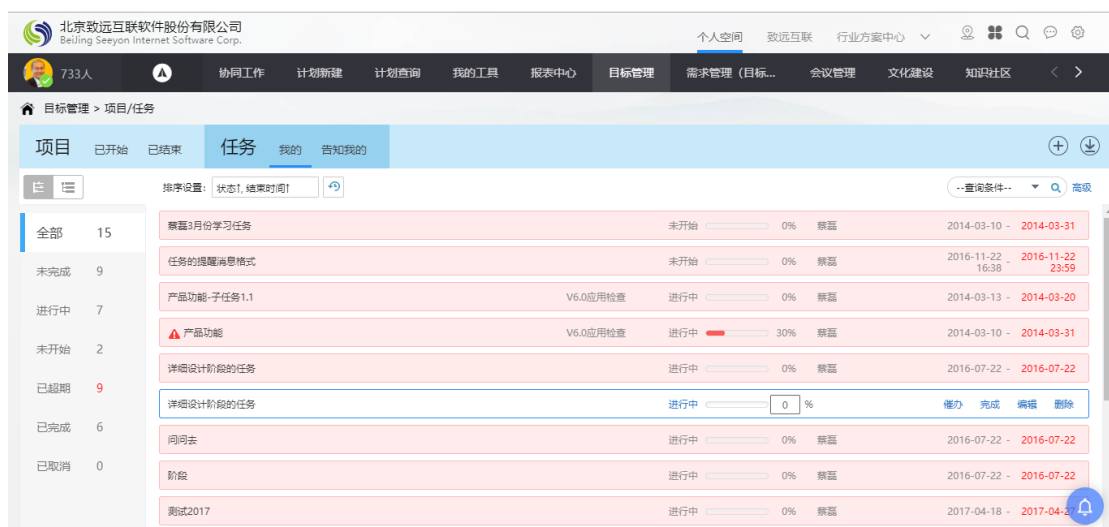 北京致远互联软件股份有限公司
BeiJing Seeyon Internet Software Corp.
个人空间 致远互联 行业方案中心
733人 协同工作 计划新建 计划查询 我的工具 报表中心 目标管理 需求管理（目标... 会议管理 文化建设 知识社区
目标管理 > 项目/任务
项目 已开始 已结束 任务 我的 告知我的
排序设置: 状态↑, 结束时间↑ --查询条件-- 高级
全部 15
未完成 9
进行中 7
未开始 2
已超期 9
已完成 6
已取消 0
蔡磊3月份学习任务 未开始 0% 蔡磊 2014-03-10 - 2014-03-31
任务的提醒消息格式 未开始 0% 蔡磊 2016-11-22 16:38 - 2016-11-22 23:59
产品功能-子任务1.1 V6.0应用检查 进行中 0% 蔡磊 2014-03-13 - 2014-03-20
产品功能 V6.0应用检查 进行中 30% 蔡磊 2014-03-10 - 2014-03-31
详细设计阶段的任务 进行中 0% 蔡磊 2016-07-22 - 2016-07-22
详细设计阶段的任务 进行中 0 % 催办 完成 编辑 删除
问问去 进行中 0% 蔡磊 2016-07-22 - 2016-07-22
阶段 进行中 0% 蔡磊 2016-07-22 - 2016-07-22
测试2017 进行中 0% 蔡磊 2017-04-18 - 2017-04-27